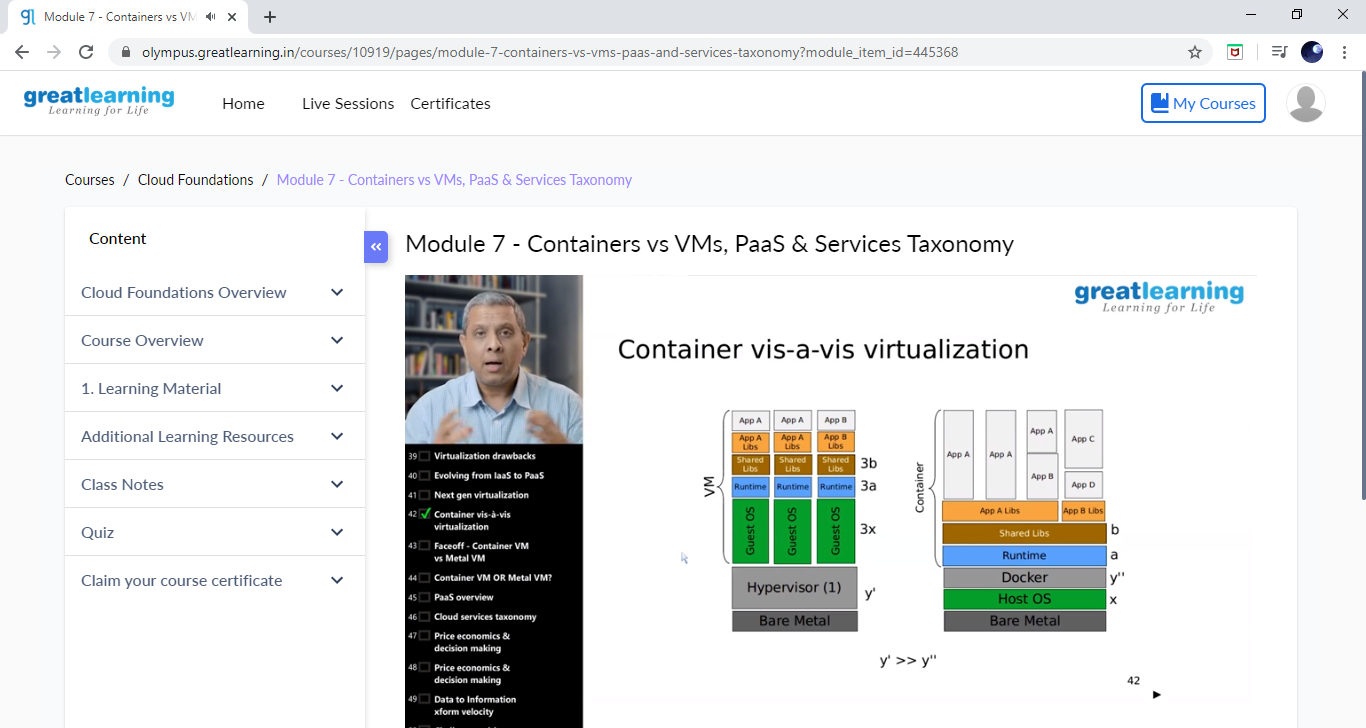 Module 7 - Containers vs VM
olympus.greatlearning.in/courses/10919/pages/module-7-containers-vs-vms-paas-and-services-taxonomy?module_item_id=445368
greatlearning
Learning for Life
Home
Live Sessions
Certificates
My Courses
Courses / Cloud Foundations / Module 7 - Containers vs VMs, PaaS & Services Taxonomy
Content
Cloud Foundations Overview
Course Overview
1. Learning Material
Additional Learning Resources
Class Notes
Quiz
Claim your course certificate
«
Module 7 - Containers vs VMs, PaaS & Services Taxonomy
39 Virtualization drawbacks
40 Evolving from IaaS to PaaS
41 Next gen virtualization
42 Container vis-à-vis
virtualization
43 Faceoff - Container VM
vs Metal VM
44 Container VM OR Metal VM?
45 PaaS overview
46 Cloud services taxonomy
47 Price economics &
decision making
48 Price economics &
decision making
49 Data to Information
xform velocity
greatlearning
Learning for Life
Container vis-a-vis virtualization
VM
App A App A App B
App A
Libs
App A
Libs
App B
Libs
Shared
Libs
Shared
Libs
Shared
Libs
3b
Runtime Runtime Runtime 3a
Guest OS Guest OS Guest OS 3x
Hypervisor (1) y'
Bare Metal
Container
App A
App A
App A
App B
App C
App D
App A Libs App B Libs
Shared Libs b
Runtime a
Docker y''
Host OS x
Bare Metal
y' >> y''
42